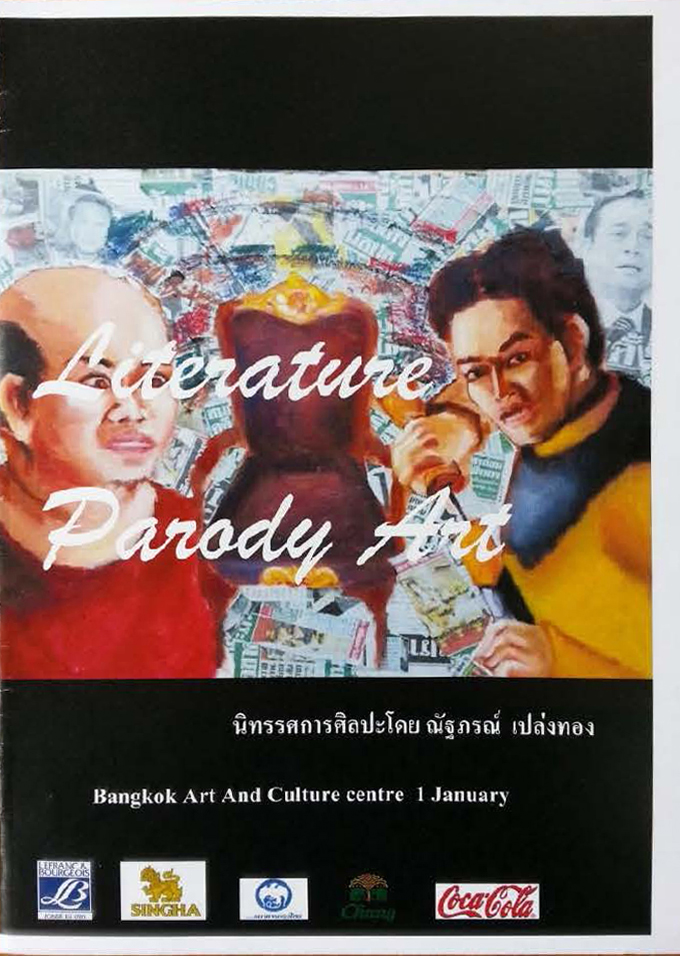 Literature
Parody Art
นิทรรศการศิลปะโดย ณัฐภรณ์ เปล่งทอง
Bangkok Art And Culture centre 1 January
LEFRANC & BOURGEOIS
LB
SINGHA
Chang
Coca-Cola